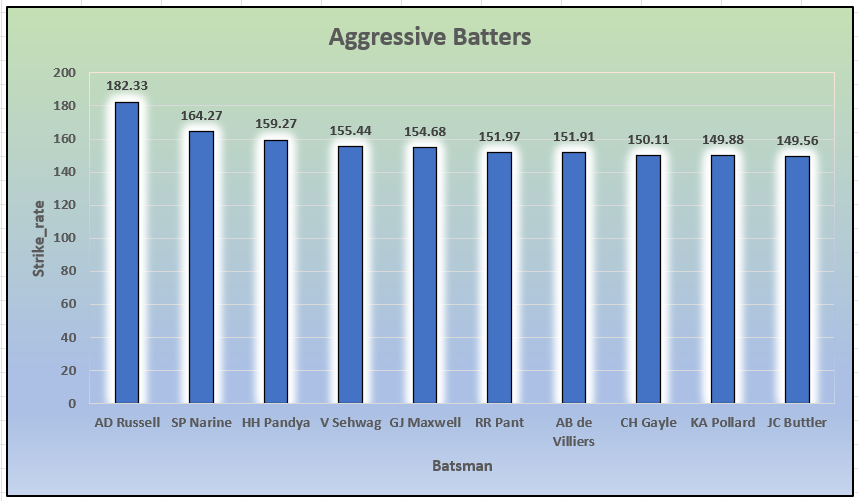 Aggressive Batters
Strike_rate
200
180
160
140
120
100
80
60
40
20
0
182.33
164.27
159.27
155.44
154.68
151.97
151.91
150.11
149.88
149.56
AD Russell
SP Narine
HH Pandya
V Sehwag
GJ Maxwell
RR Pant
AB de
Villiers
CH Gayle
KA Pollard
JC Buttler
Batsman